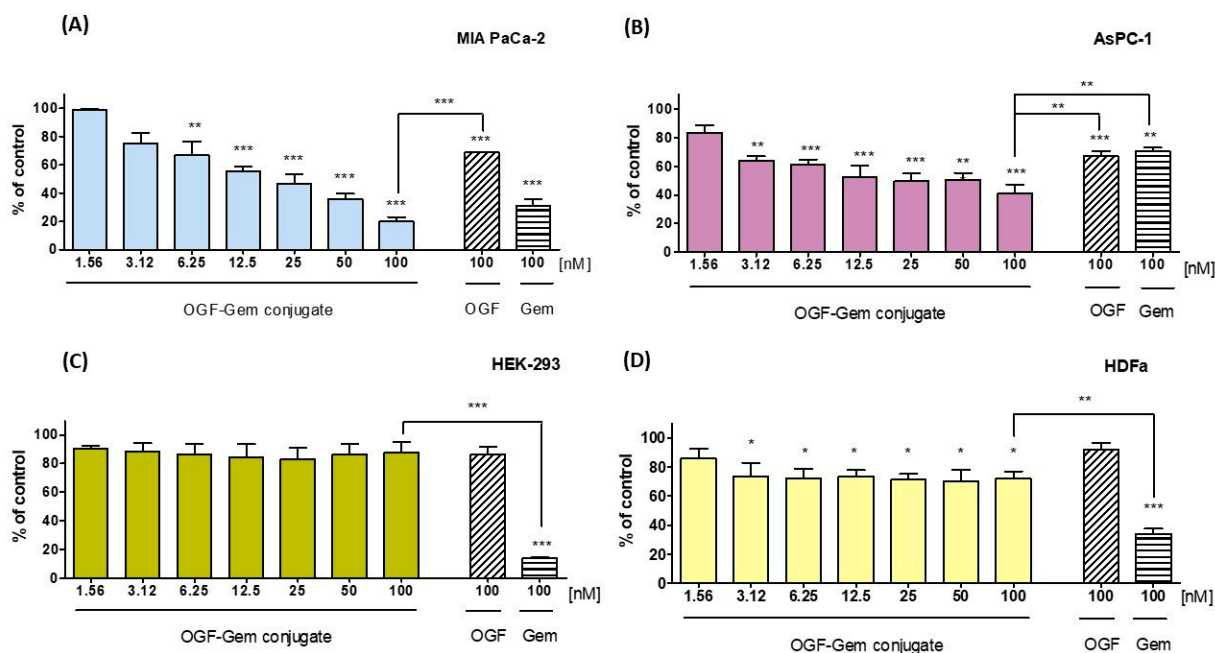 (A)
MIA PaCa-2
***
** *** *** *** *** *** ***
% of control
100
80
60
40
20
0
1.56 3.12 6.25 12.5 25 50 100 100 100 [nM]
OGF-Gem conjugate OGF Gem
(B)
AsPC-1
**
**
** *** *** *** ** *** *** **
% of control
100
80
60
40
20
0
1.56 3.12 6.25 12.5 25 50 100 100 100 [nM]
OGF-Gem conjugate OGF Gem
(C)
HEK-293
***
***
% of control
100
80
60
40
20
0
1.56 3.12 6.25 12.5 25 50 100 100 100 [nM]
OGF-Gem conjugate OGF Gem
(D)
HDFa
**
* * * * * * ***
% of control
100
80
60
40
20
0
1.56 3.12 6.25 12.5 25 50 100 100 100 [nM]
OGF-Gem conjugate OGF Gem